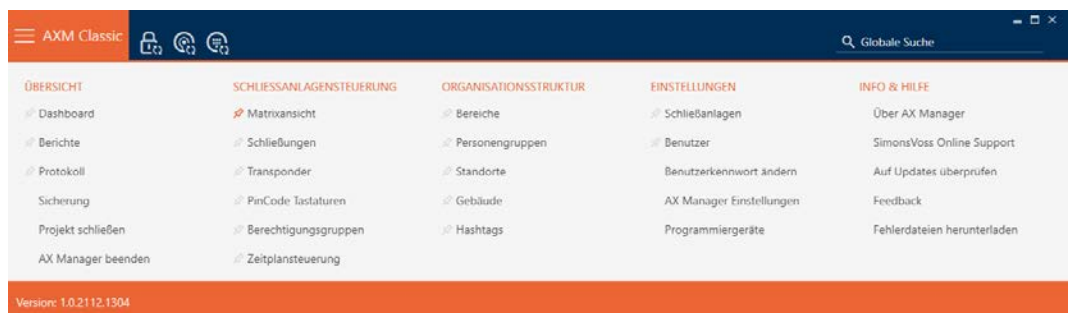 AXM Classic
Globale Suche
ÜBERSICHT
Dashboard
Berichte
Protokoll
Sicherung
Projekt schließen
AX Manager beenden
SCHLIESSANLAGENSTEUERUNG
Matrixansicht
Schließungen
Transponder
PinCode Tastaturen
Berechtigungsgruppen
Zeitplansteuerung
ORGANISATIONSSTRUKTUR
Bereiche
Personengruppen
Standorte
Gebäude
Hashtags
EINSTELLUNGEN
Schließanlagen
Benutzer
Benutzerkennwort ändern
AX Manager Einstellungen
Programmiergeräte
INFO & HILFE
Über AX Manager
SimonsVoss Online Support
Auf Updates überprüfen
Feedback
Fehlerdateien herunterladen
Version: 1.0.2112.1304